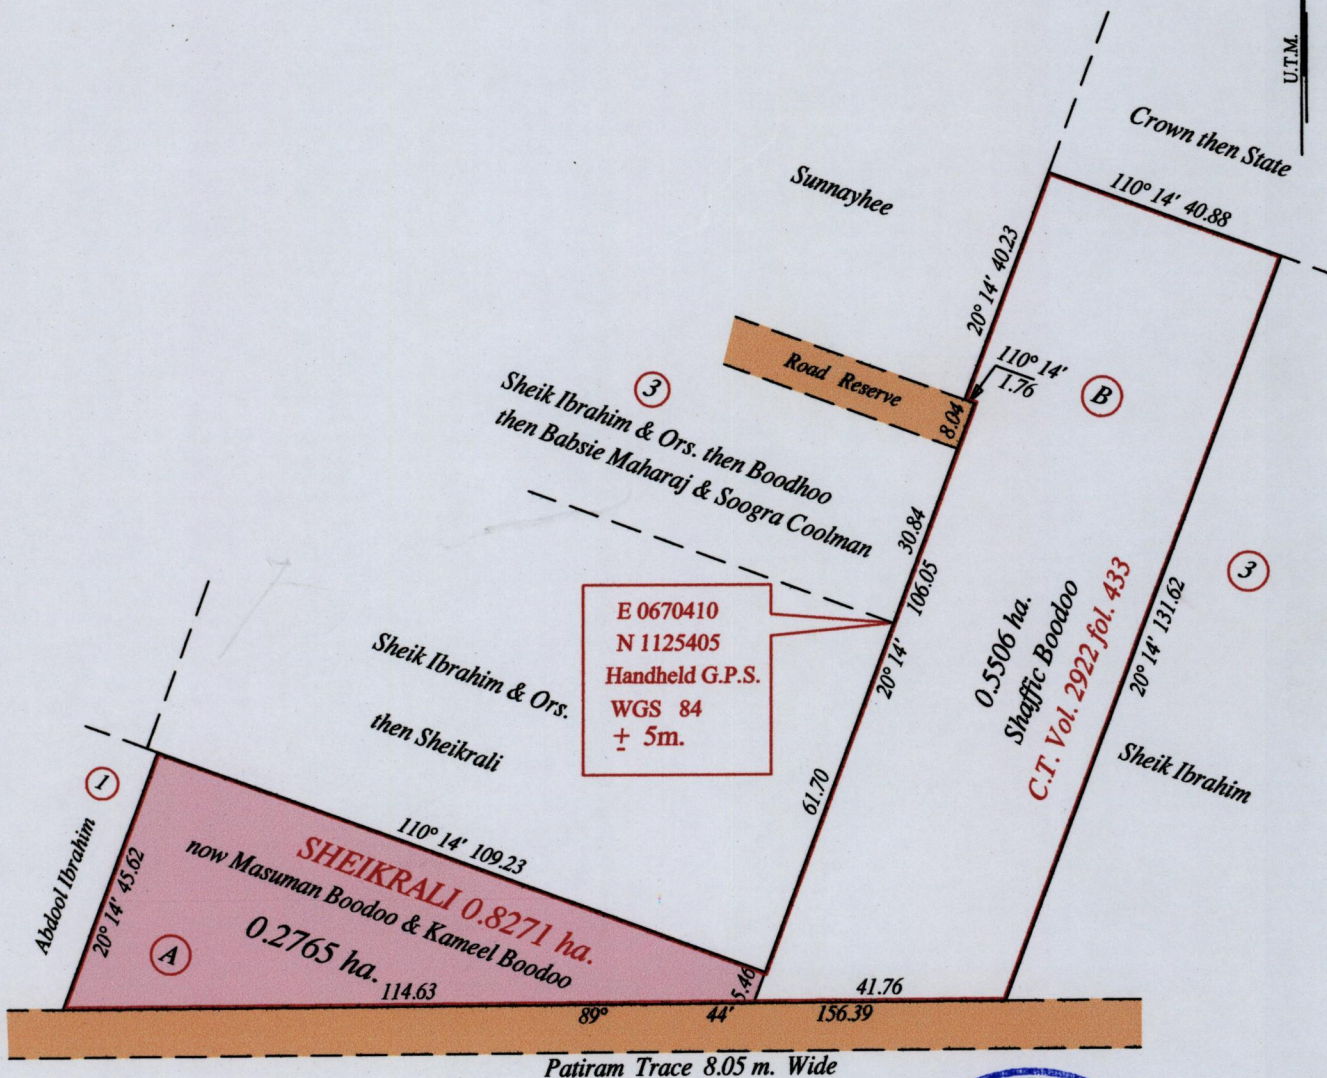 U.T.M.
Crown then State
110° 14' 40.88
Sunnayhee
20° 14' 40.23
Road Reserve
110° 14'
1.76
8.04
B
3
Sheik Ibrahim & Ors. then Boodhoo
then Babsie Maharaj & Soogra Coolman
30.84
106.05
20° 14'
E 0670410
N 1125405
Handheld G.P.S.
WGS 84
± 5m.
0.5506 ha.
Shaffic Boodoo
C.T. Vol. 2922 fol. 433
20° 14' 131.62
3
Sheik Ibrahim
Sheik Ibrahim & Ors.
then Sheikrali
61.70
1
Abdool Ibrahim
20° 14' 45.62
110° 14' 109.23
SHEIKRALI 0.8271 ha.
now Masuman Boodoo & Kameel Boodoo
0.2765 ha.
A
114.63
5.46
41.76
89° 44' 156.39
Patiram Trace 8.05 m. Wide